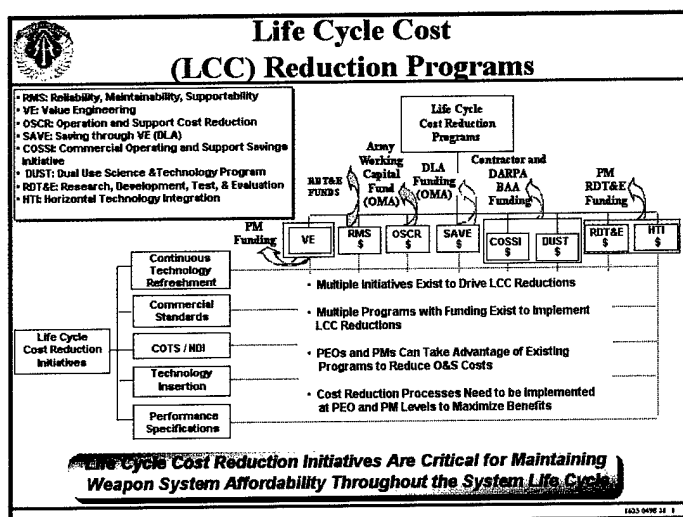 Life Cycle Cost
(LCC) Reduction Programs
• RMS: Reliability, Maintainability, Supportability
• VE: Value Engineering
• OSCR: Operation and Support Cost Reduction
• SAVE: Saving through VE (DLA)
• COSSI: Commercial Operating and Support Savings
Initiative
• DUST: Dual Use Science &Technology Program
• RDT&E: Research, Development, Test, & Evaluation
• HTI: Horizontal Technology Integration
Life Cycle
Cost Reduction
Programs
PM
Funding
RDT&E
FUNDS
Army
Working
Capital
Fund
(OMA)
DLA
Funding
(OMA)
Contractor and
DARPA
BAA
Funding
PM
RDT&E
Funding
VE
RMS
$
OSCR
$
SAVE
$
COSSI
$
DUST
$
RDT&E
$
HTI
$
Life Cycle
Cost Reduction
Initiatives
Continuous
Technology
Refreshment
Commercial
Standards
COTS / NDI
Technology
Insertion
Performance
Specifications
• Multiple Initiatives Exist to Drive LCC Reductions
• Multiple Programs with Funding Exist to Implement
LCC Reductions
• PEOs and PMs Can Take Advantage of Existing
Programs to Reduce O&S Costs
• Cost Reduction Processes Need to be Implemented
at PEO and PM Levels to Maximize Benefits
Life Cycle Cost Reduction Initiatives Are Critical for Maintaining
Weapon System Affordability Throughout the System Life Cycle